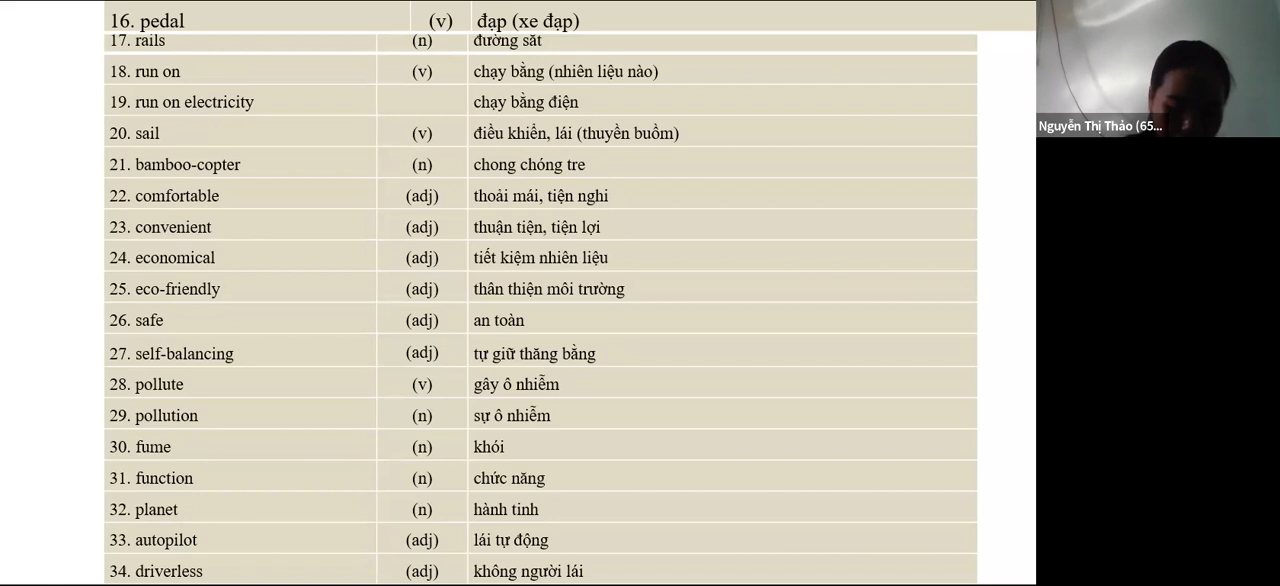 16. pedal (v) đạp (xe đạp)
17. rails (n) đường sắt
18. run on (v) chạy bằng (nhiên liệu nào)
19. run on electricity chạy bằng điện
20. sail (v) điều khiển, lái (thuyền buồm)
21. bamboo-copter (n) chong chóng tre
22. comfortable (adj) thoải mái, tiện nghi
23. convenient (adj) thuận tiện, tiện lợi
24. economical (adj) tiết kiệm nhiên liệu
25. eco-friendly (adj) thân thiện môi trường
26. safe (adj) an toàn
27. self-balancing (adj) tự giữ thăng bằng
28. pollute (v) gây ô nhiễm
29. pollution (n) sự ô nhiễm
30. fume (n) khói
31. function (n) chức năng
32. planet (n) hành tinh
33. autopilot (adj) lái tự động
34. driverless (adj) không người lái
Nguyễn Thị Thảo (65...